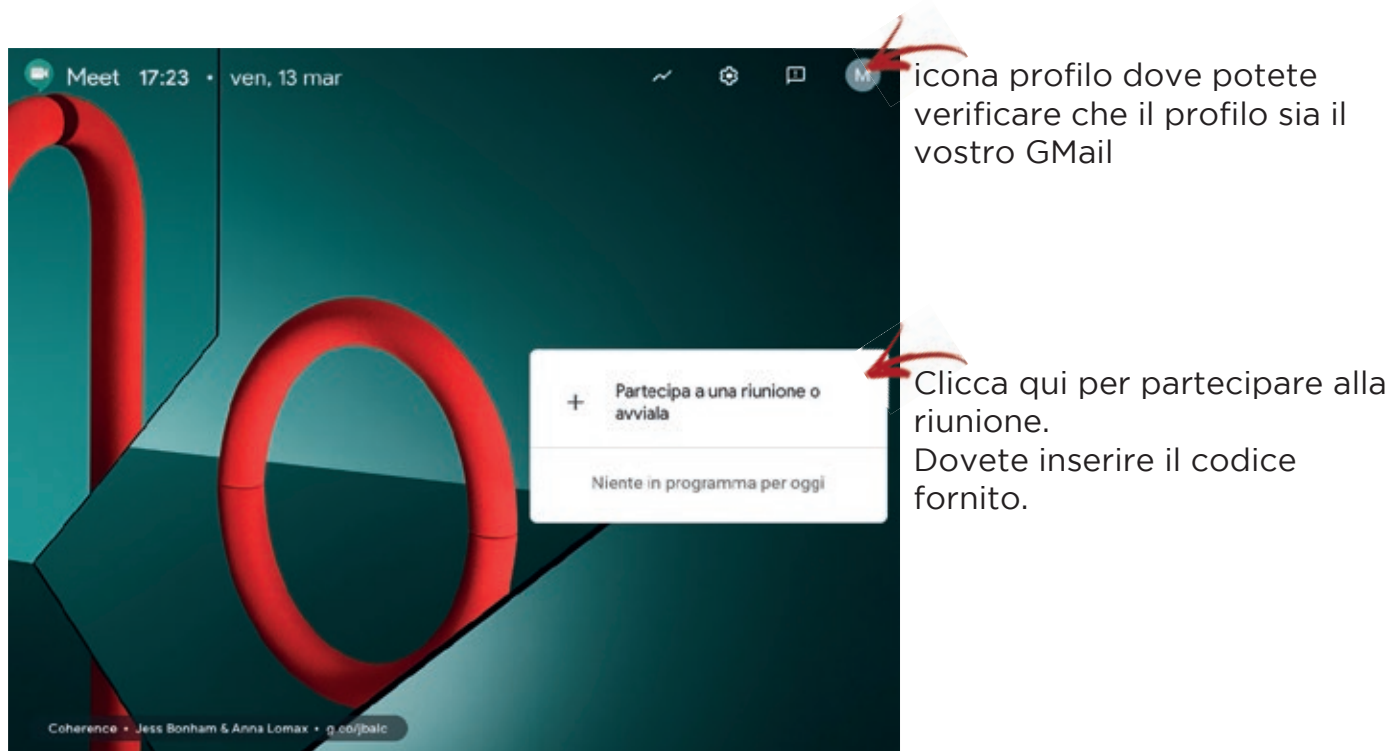 Meet 17:23 • ven, 13 mar
M
icona profilo dove potete
verificare che il profilo sia il
vostro GMail
Partecipa a una riunione o
avviala
Niente in programma per oggi
Clicca qui per partecipare alla
riunione.
Dovete inserire il codice
fornito.
Coherence • Jess Bonham & Anna Lomax • g.co/jbalc